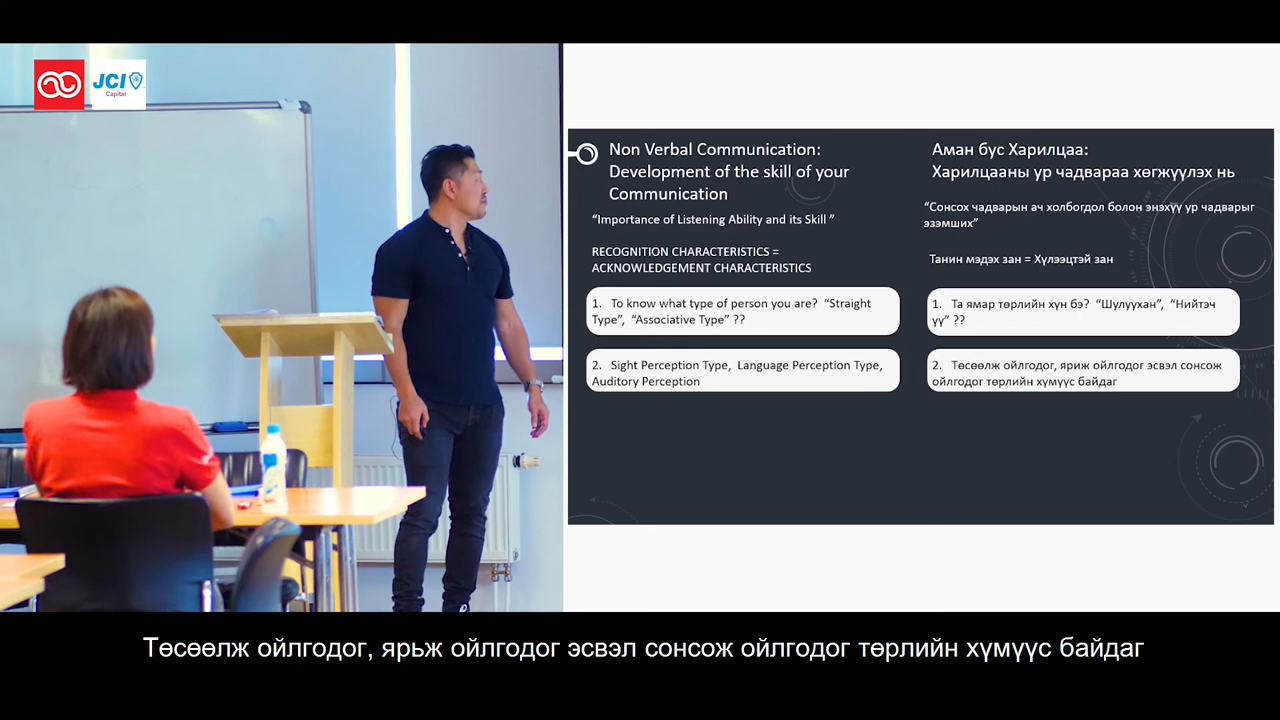 JCI
Capital
Non Verbal Communication:
Development of the skill of your
Communication
“Importance of Listening Ability and its Skill ”
RECOGNITION CHARACTERISTICS =
ACKNOWLEDGEMENT CHARACTERISTICS
1. To know what type of person you are? “Straight
Type”, “Associative Type” ??
2. Sight Perception Type, Language Perception Type,
Auditory Perception
Аман бус Харилцаа:
Харилцааны ур чадвараа хөгжүүлэх нь
“Сонсох чадварын ач холбогдол болон энэхүү ур чадварыг
эзэмших”
Танин мэдэх зан = Хүлээцтэй зан
1. Та ямар төрлийн хүн бэ? “Шулуухан”, “Нийтэч
үү” ??
2. Төсөөлж ойлгодог, яриж ойлгодог эсвэл сонсож
ойлгодог төрлийн хүмүүс байдаг
Төсөөлж ойлгодог, ярьж ойлгодог эсвэл сонсож ойлгодог төрлийн хүмүүс байдаг